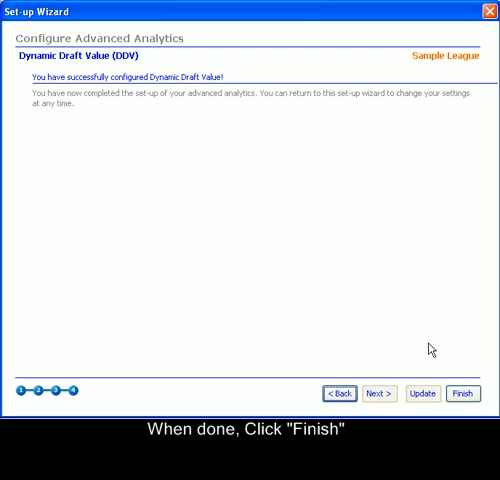 Set-up Wizard
Configure Advanced Analytics
Dynamic Draft Value (DDV) Sample League
You have successfully configured Dynamic Draft Value!
You have now completed the set-up of your advanced analytics. You can return to this set-up wizard to change your settings
at any time.
1 2 3 4 < Back Next > Update Finish
When done, Click "Finish"